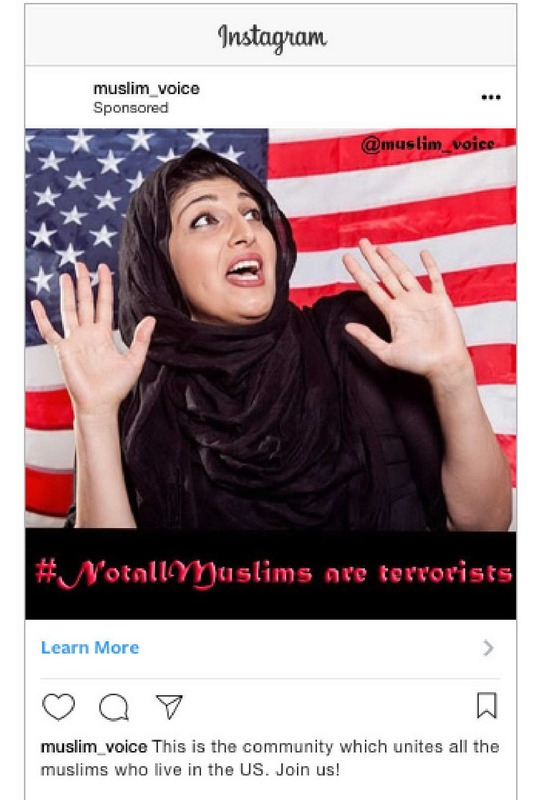 Instagram
muslim_voice
Sponsored
@muslim_voice
#NotallMuslims are terrorists
Learn More
muslim_voice This is the community which unites all the
muslims who live in the US. Join us!